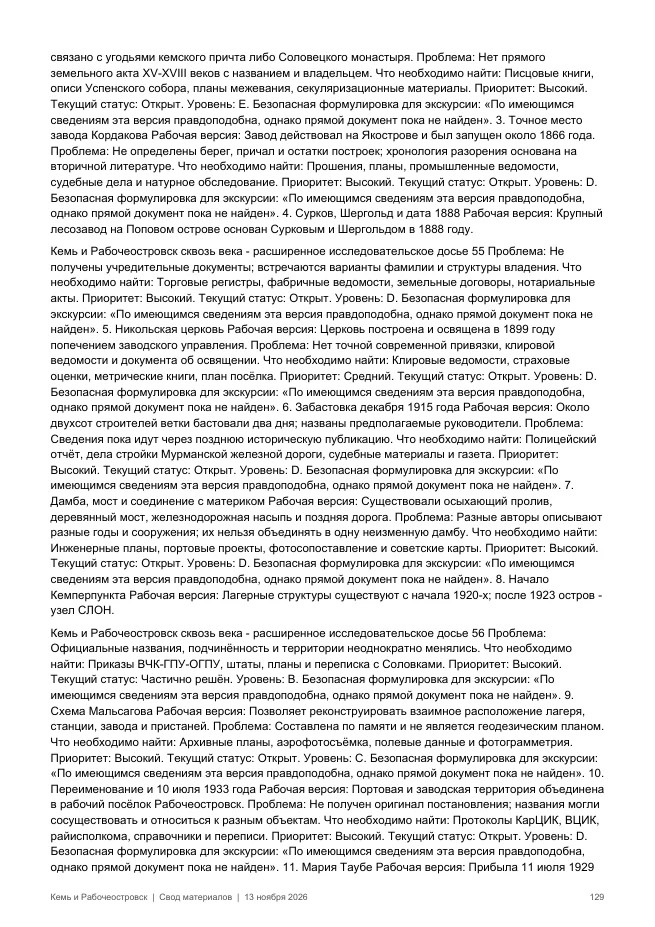 связано с угодьями кемского причта либо Соловецкого монастыря. Проблема: Нет прямого
земельного акта XV-XVIII веков с названием и владельцем. Что необходимо найти: Писцовые книги,
описи Успенского собора, планы межевания, секуляризационные материалы. Приоритет: Высокий.
Текущий статус: Открыт. Уровень: E. Безопасная формулировка для экскурсии: «По имеющимся
сведениям эта версия правдоподобна, однако прямой документ пока не найден». 3. Точное место
завода Кордакова Рабочая версия: Завод действовал на Якострове и был запущен около 1866 года.
Проблема: Не определены берег, причал и остатки построек; хронология разорения основана на
вторичной литературе. Что необходимо найти: Прошения, планы, промышленные ведомости,
судебные дела и натурное обследование. Приоритет: Высокий. Текущий статус: Открыт. Уровень: D.
Безопасная формулировка для экскурсии: «По имеющимся сведениям эта версия правдоподобна,
однако прямой документ пока не найден». 4. Сурков, Шергольд и дата 1888 Рабочая версия: Крупный
лесозавод на Поповом острове основан Сурковым и Шергольдом в 1888 году.
Кемь и Рабочеостровск сквозь века - расширенное исследовательское досье 55 Проблема: Не
получены учредительные документы; встречаются варианты фамилии и структуры владения. Что
необходимо найти: Торговые регистры, фабричные ведомости, земельные договоры, нотариальные
акты. Приоритет: Высокий. Текущий статус: Открыт. Уровень: D. Безопасная формулировка для
экскурсии: «По имеющимся сведениям эта версия правдоподобна, однако прямой документ пока не
найден». 5. Никольская церковь Рабочая версия: Церковь построена и освящена в 1899 году
попечением заводского управления. Проблема: Нет точной современной привязки, клировой
ведомости и документа об освящении. Что необходимо найти: Клировые ведомости, страховые
оценки, метрические книги, план посёлка. Приоритет: Средний. Текущий статус: Открыт. Уровень: D.
Безопасная формулировка для экскурсии: «По имеющимся сведениям эта версия правдоподобна,
однако прямой документ пока не найден». 6. Забастовка декабря 1915 года Рабочая версия: Около
двухсот строителей ветки бастовали два дня; названы предполагаемые руководители. Проблема:
Сведения пока идут через позднюю историческую публикацию. Что необходимо найти: Полицейский
отчёт, дела стройки Мурманской железной дороги, судебные материалы и газета. Приоритет:
Высокий. Текущий статус: Открыт. Уровень: D. Безопасная формулировка для экскурсии: «По
имеющимся сведениям эта версия правдоподобна, однако прямой документ пока не найден». 7.
Дамба, мост и соединение с материком Рабочая версия: Существовали осыхающий пролив,
деревянный мост, железнодорожная насыпь и поздняя дорога. Проблема: Разные авторы описывают
разные годы и сооружения; их нельзя объединять в одну неизменную дамбу. Что необходимо найти:
Инженерные планы, портовые проекты, фотосопоставление и советские карты. Приоритет: Высокий.
Текущий статус: Открыт. Уровень: D. Безопасная формулировка для экскурсии: «По имеющимся
сведениям эта версия правдоподобна, однако прямой документ пока не найден». 8. Начало
Кемперпункта Рабочая версия: Лагерные структуры существуют с начала 1920-х; после 1923 остров -
узел СЛОН.
Кемь и Рабочеостровск сквозь века - расширенное исследовательское досье 56 Проблема:
Официальные названия, подчинённость и территории неоднократно менялись. Что необходимо
найти: Приказы ВЧК-ГПУ-ОГПУ, штаты, планы и переписка с Соловками. Приоритет: Высокий.
Текущий статус: Частично решён. Уровень: B. Безопасная формулировка для экскурсии: «По
имеющимся сведениям эта версия правдоподобна, однако прямой документ пока не найден». 9.
Схема Мальсагова Рабочая версия: Позволяет реконструировать взаимное расположение лагеря,
станции, завода и пристаней. Проблема: Составлена по памяти и не является геодезическим планом.
Что необходимо найти: Архивные планы, аэрофотосъёмка, полевые данные и фотограмметрия.
Приоритет: Высокий. Текущий статус: Открыт. Уровень: C. Безопасная формулировка для экскурсии:
«По имеющимся сведениям эта версия правдоподобна, однако прямой документ пока не найден». 10.
Переименование и 10 июля 1933 года Рабочая версия: Портовая и заводская территория объединена
в рабочий посёлок Рабочеостровск. Проблема: Не получен оригинал постановления; названия могли
сосуществовать и относиться к разным объектам. Что необходимо найти: Протоколы КарЦИК, ВЦИК,
райисполкома, справочники и переписи. Приоритет: Высокий. Текущий статус: Открыт. Уровень: D.
Безопасная формулировка для экскурсии: «По имеющимся сведениям эта версия правдоподобна,
однако прямой документ пока не найден». 11. Мария Таубе Рабочая версия: Прибыла 11 июля 1929
Кемь и Рабочеостровск | Свод материалов | 13 ноября 2026 129